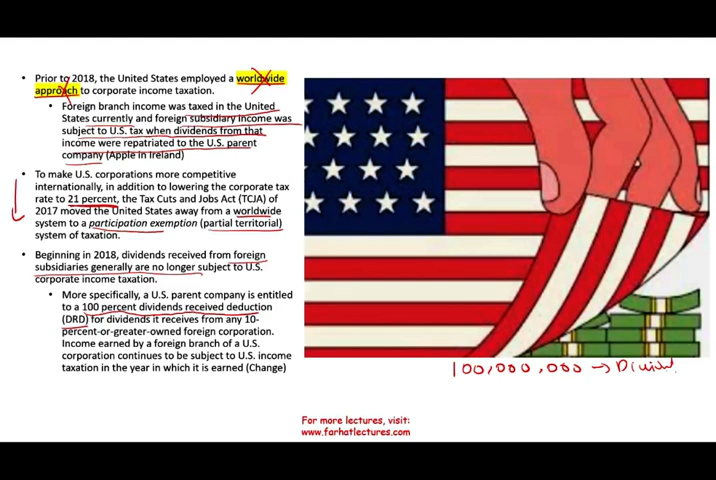 • Prior to 2018, the United States employed a worldwide
approach to corporate income taxation.
• Foreign branch income was taxed in the United
States currently and foreign subsidiary income was
subject to U.S. tax when dividends from that
income were repatriated to the U.S. parent
company (Apple in Ireland)
• To make U.S. corporations more competitive
internationally, in addition to lowering the corporate tax
rate to 21 percent, the Tax Cuts and Jobs Act (TCJA) of
2017 moved the United States away from a worldwide
system to a participation exemption (partial territorial)
system of taxation.
• Beginning in 2018, dividends received from foreign
subsidiaries generally are no longer subject to U.S.
corporate income taxation.
• More specifically, a U.S. parent company is entitled
to a 100 percent dividends received deduction
(DRD) for dividends it receives from any 10-
percent-or-greater-owned foreign corporation.
Income earned by a foreign branch of a U.S.
corporation continues to be subject to U.S. income
taxation in the year in which it is earned (Change)
100,000,000 →
For more lectures, visit:
www.farhatlectures.com